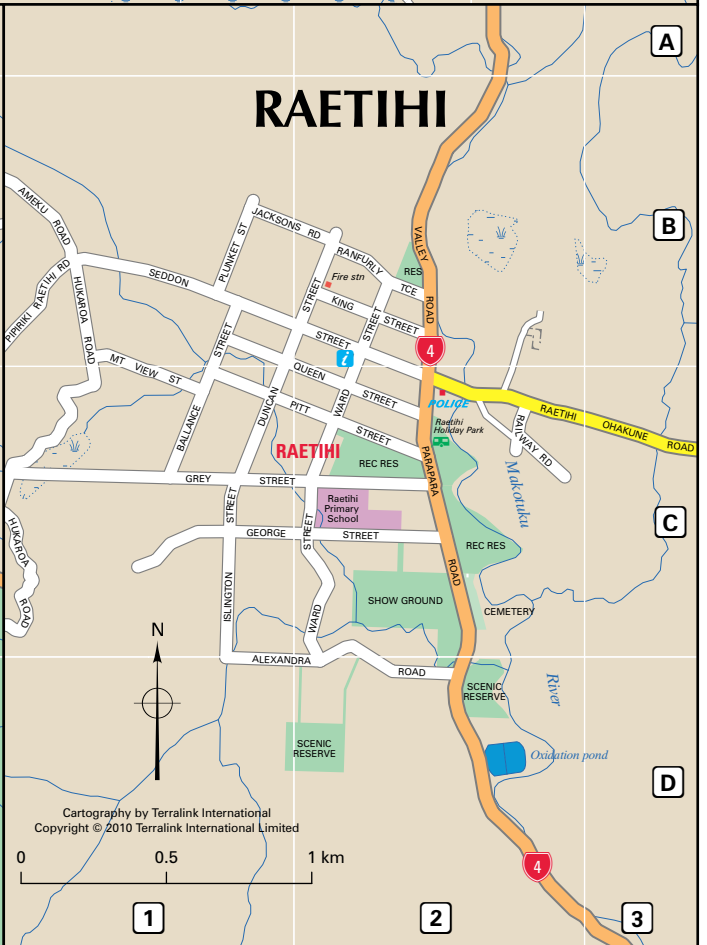 A
RAETIHI
B
AMEKU ROAD
JACKSONS RD
PLUNKET ST
RANFURLY TCE
VALLEY ROAD
RES
Fire stn
PIPIRIKI RAETIHI RD
HUKAROA ROAD
SEDDON STREET
KING STREET
STREET
STREET
4
i
MT VIEW ST
QUEEN STREET
POLICE
Raetihi
Holiday Park
RAETIHI OHAKUNE ROAD
RAILWAY RD
BALLANCE STREET
DUNCAN
PITT STREET
WARD
RAETIHI
REC RES
PARAPARA ROAD
Makotuku
GREY STREET
C
Raetihi
Primary
School
STREET
STREET
GEORGE STREET
REC RES
HUKAROA ROAD
ISLINGTON
WARD
SHOW GROUND
CEMETERY
N
ALEXANDRA ROAD
SCENIC
RESERVE
River
SCENIC
RESERVE
Oxidation pond
D
Cartography by Terralink International
Copyright © 2010 Terralink International Limited
0 0.5 1 km
4
1
2
3